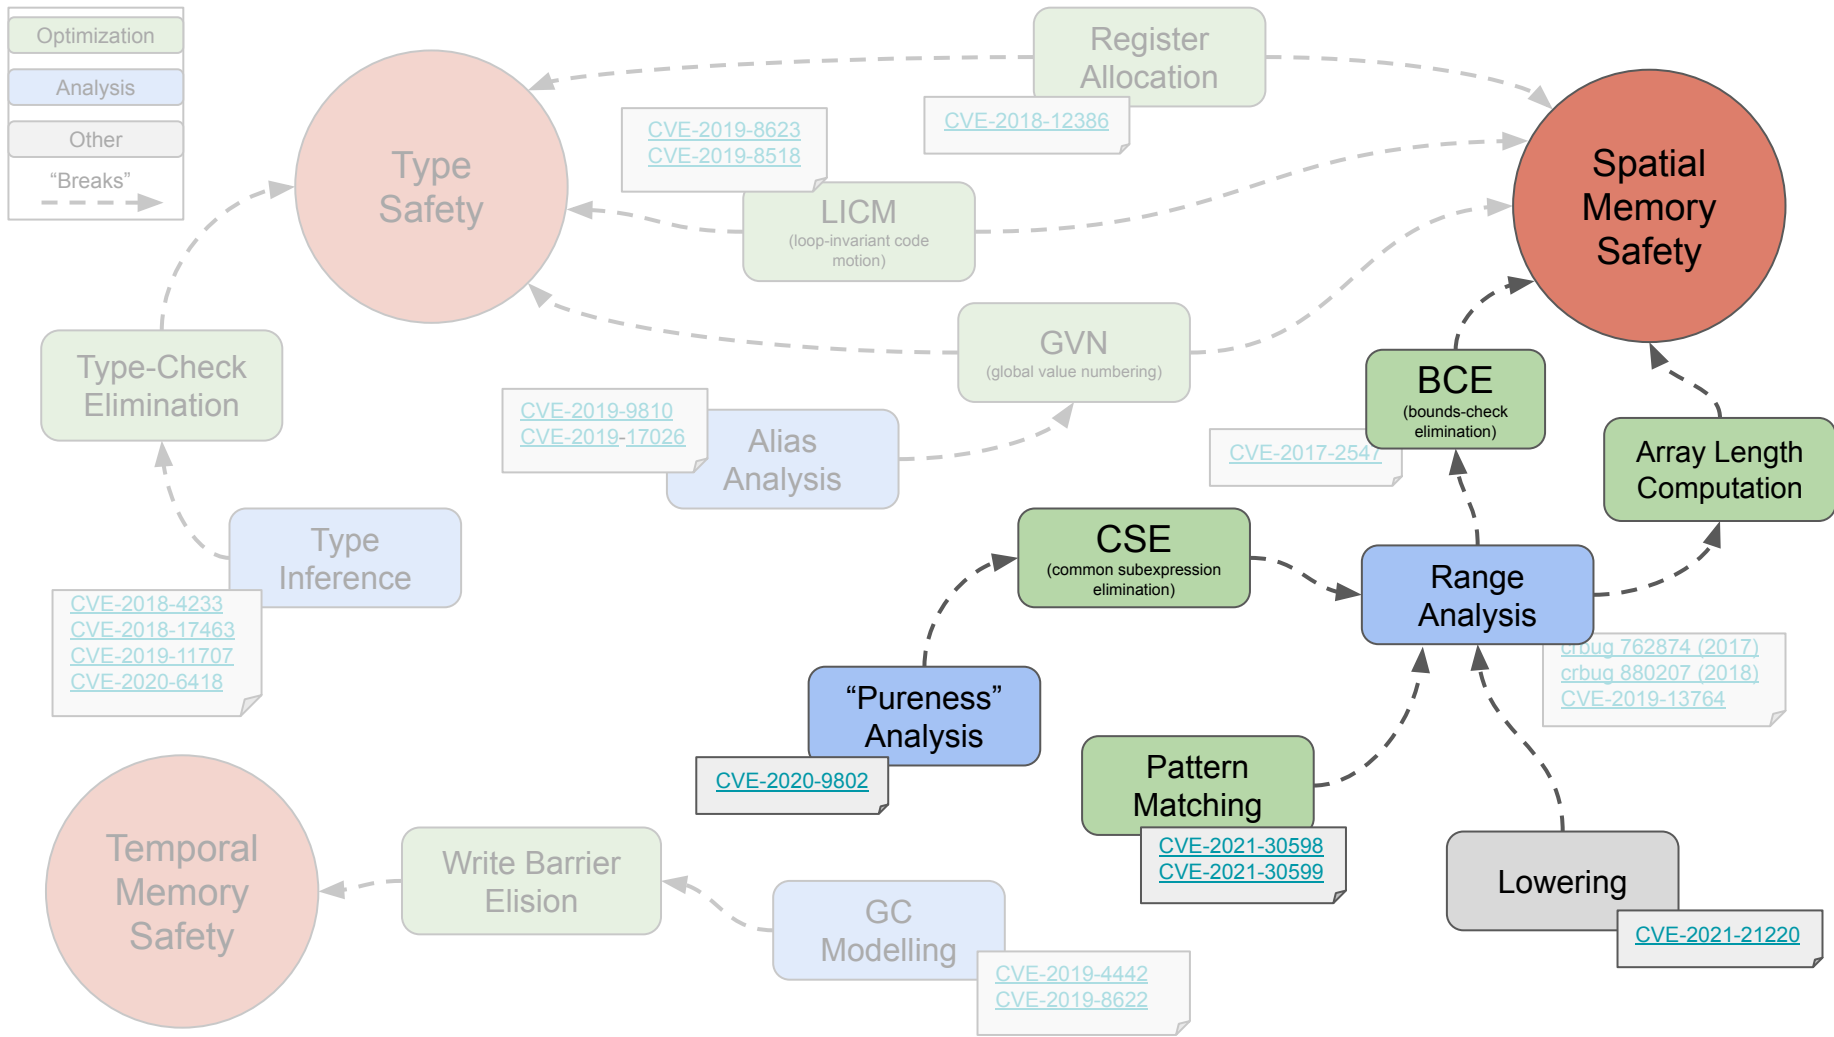 Optimization
Analysis
Other
“Breaks”
Register
Allocation
CVE-2018-12386
Type
Safety
CVE-2019-8623
CVE-2019-8518
LICM
(loop-invariant code
motion)
Spatial
Memory
Safety
GVN
(global value numbering)
Type-Check
Elimination
CVE-2019-9810
CVE-2019-17026
Alias
Analysis
BCE
(bounds-check
elimination)
CVE-2017-2547
Array Length
Computation
Type
Inference
CVE-2018-4233
CVE-2018-17463
CVE-2019-11707
CVE-2020-6418
CSE
(common subexpression
elimination)
Range
Analysis
crbug 762874 (2017)
crbug 880207 (2018)
CVE-2019-13764
“Pureness”
Analysis
CVE-2020-9802
Pattern
Matching
CVE-2021-30598
CVE-2021-30599
Lowering
CVE-2021-21220
Temporal
Memory
Safety
Write Barrier
Elision
GC
Modelling
CVE-2019-4442
CVE-2019-8622